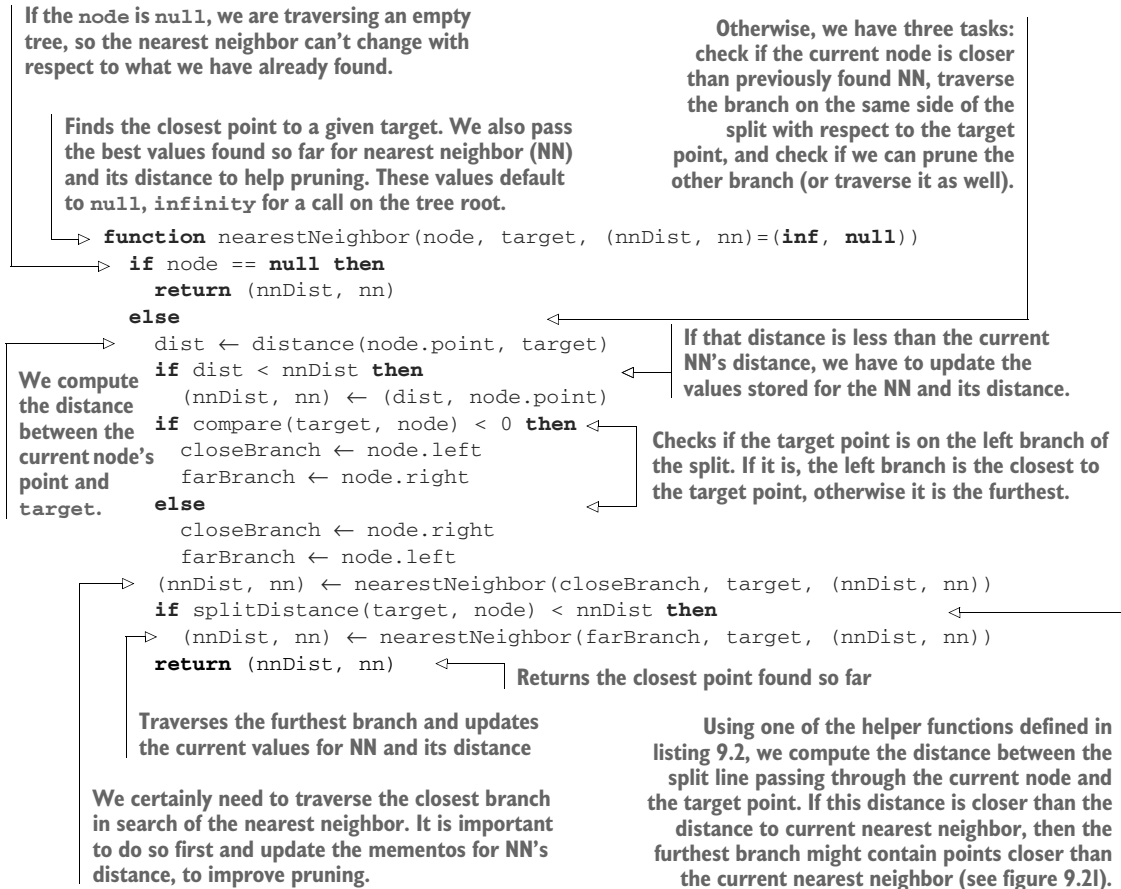 If the node is null, we are traversing an empty
tree, so the nearest neighbor can't change with
respect to what we have already found.
Otherwise, we have three tasks:
check if the current node is closer
than previously found NN, traverse
the branch on the same side of the
split with respect to the target
point, and check if we can prune the
other branch (or traverse it as well).
Finds the closest point to a given target. We also pass
the best values found so far for nearest neighbor (NN)
and its distance to help pruning. These values default
to null, infinity for a call on the tree root.
function nearestNeighbor(node, target, (nnDist, nn)=(inf, null))
if node == null then
return (nnDist, nn)
else
dist ← distance(node.point, target)
if dist < nnDist then
(nnDist, nn) ← (dist, node.point)
if compare(target, node) < 0 then
closeBranch ← node.left
farBranch ← node.right
else
closeBranch ← node.right
farBranch ← node.left
(nnDist, nn) ← nearestNeighbor(closeBranch, target, (nnDist, nn))
if splitDistance(target, node) < nnDist then
(nnDist, nn) ← nearestNeighbor(farBranch, target, (nnDist, nn))
return (nnDist, nn)
We compute
the distance
between the
current node's
point and
target.
If that distance is less than the current
NN's distance, we have to update the
values stored for the NN and its distance.
Checks if the target point is on the left branch of
the split. If it is, the left branch is the closest to
the target point, otherwise it is the furthest.
Returns the closest point found so far
Traverses the furthest branch and updates
the current values for NN and its distance
We certainly need to traverse the closest branch
in search of the nearest neighbor. It is important
to do so first and update the mementos for NN's
distance, to improve pruning.
Using one of the helper functions defined in
listing 9.2, we compute the distance between the
split line passing through the current node and
the target point. If this distance is closer than the
distance to current nearest neighbor, then the
furthest branch might contain points closer than
the current nearest neighbor (see figure 9.21).